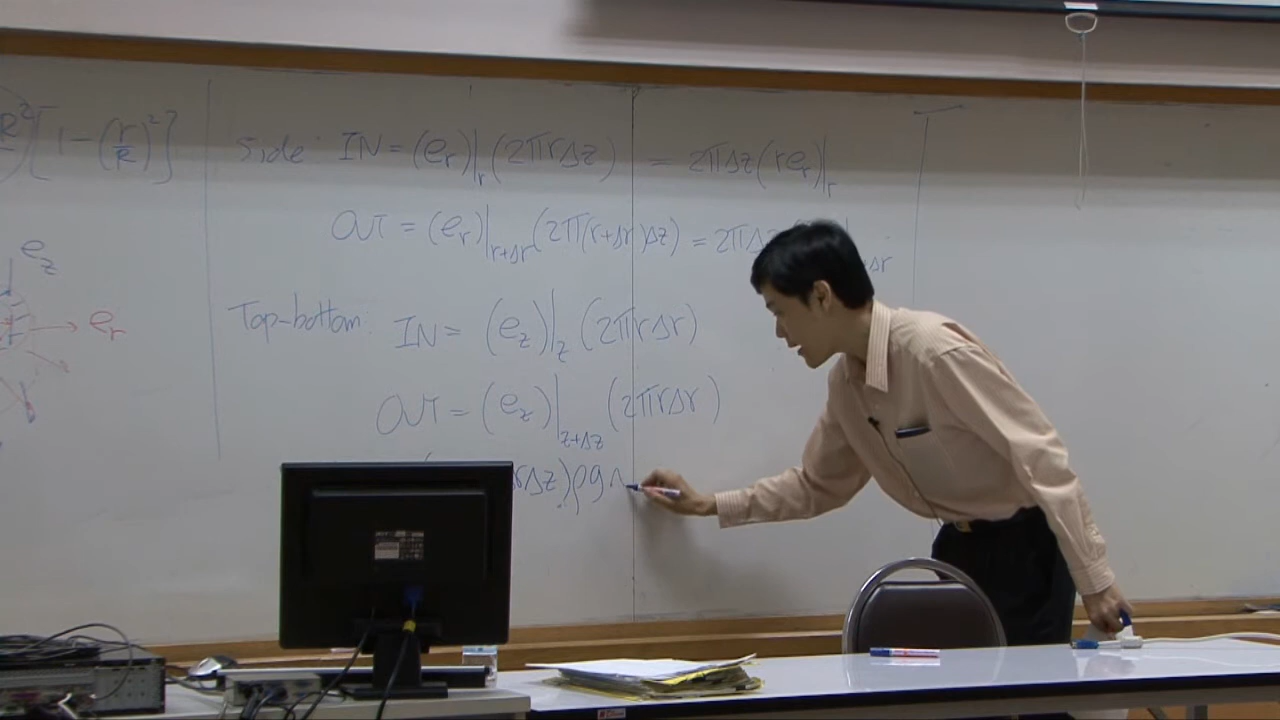 R² [1-(r/R)²]
e_z
e_r
Side: IN = (e_r)|_r (2πrΔz) = 2πΔz(re_r)|_r
OUT = (e_r)|_{r+Δr} (2π(r+Δr)Δz) = 2πΔz
Top-bottom: IN = (e_z)|_z (2πrΔr)
OUT = (e_z)|_{z+Δz} (2πrΔr)
rΔz)ρg